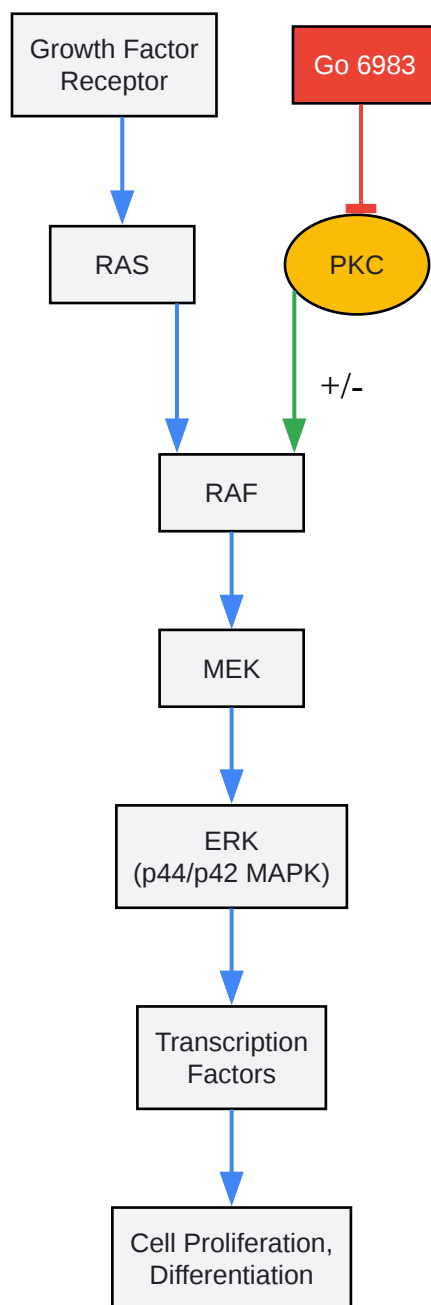 Growth Factor
Receptor
Go 6983
RAS
PKC
+/-
RAF
MEK
ERK
(p44/p42 MAPK)
Transcription
Factors
Cell Proliferation,
Differentiation